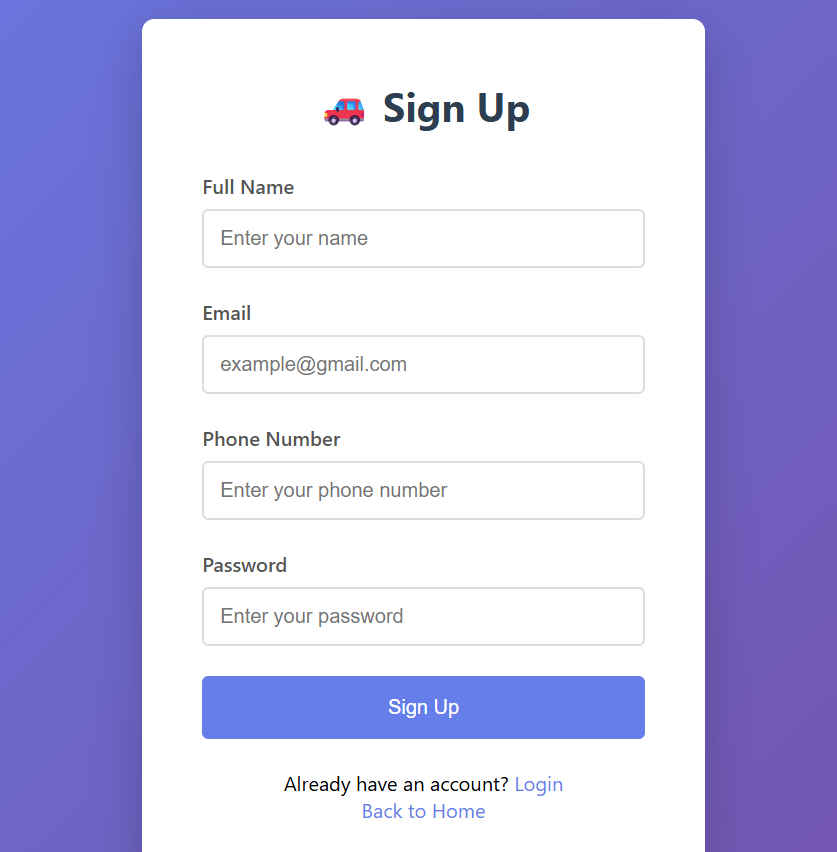 Sign Up
Full Name
Enter your name
Email
example@gmail.com
Phone Number
Enter your phone number
Password
Enter your password
Sign Up
Already have an account? Login
Back to Home